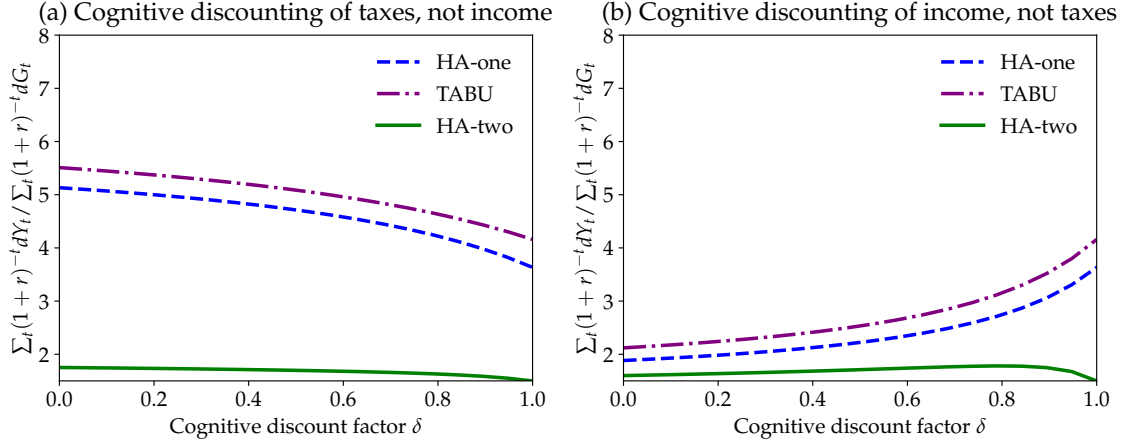 (a) Cognitive discounting of taxes, not income
8
7
6
5
4
3
2
∑t(1 + r)^−t dYt / ∑t(1 + r)^−t dGt
HA-one
TABU
HA-two
0.0 0.2 0.4 0.6 0.8 1.0
Cognitive discount factor δ
(b) Cognitive discounting of income, not taxes
8
7
6
5
4
3
2
∑t(1 + r)^−t dYt / ∑t(1 + r)^−t dGt
HA-one
TABU
HA-two
0.0 0.2 0.4 0.6 0.8 1.0
Cognitive discount factor δ